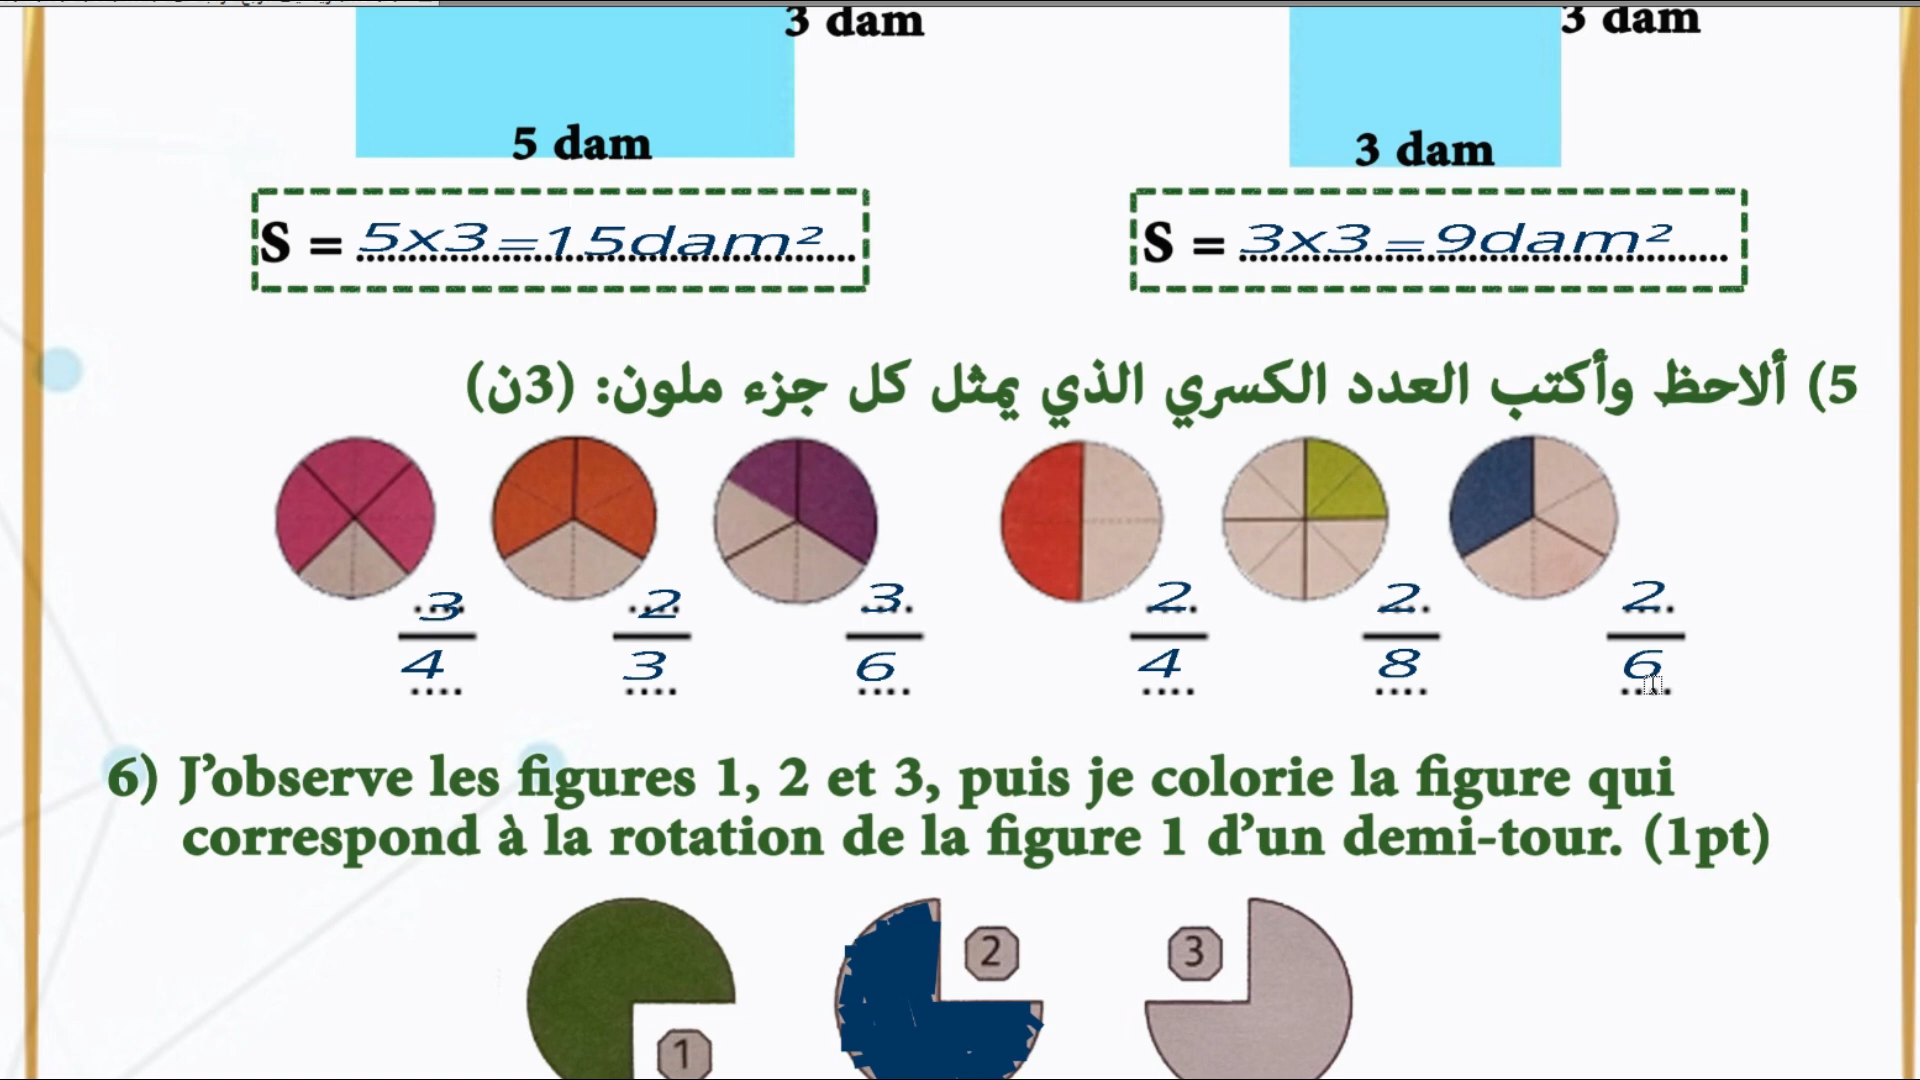 3 dam
3 dam
5 dam
3 dam
S = 5x3=15dam²
S = 3x3=9dam²
5) ألاحظ وأكتب العدد الكسري الذي يمثل كل جزء ملون: (3ن)
3 2 3 2 2 2
4 3 6 4 8 6
6) J’observe les figures 1, 2 et 3, puis je colorie la figure qui
correspond à la rotation de la figure 1 d’un demi-tour. (1pt)
2
3
1